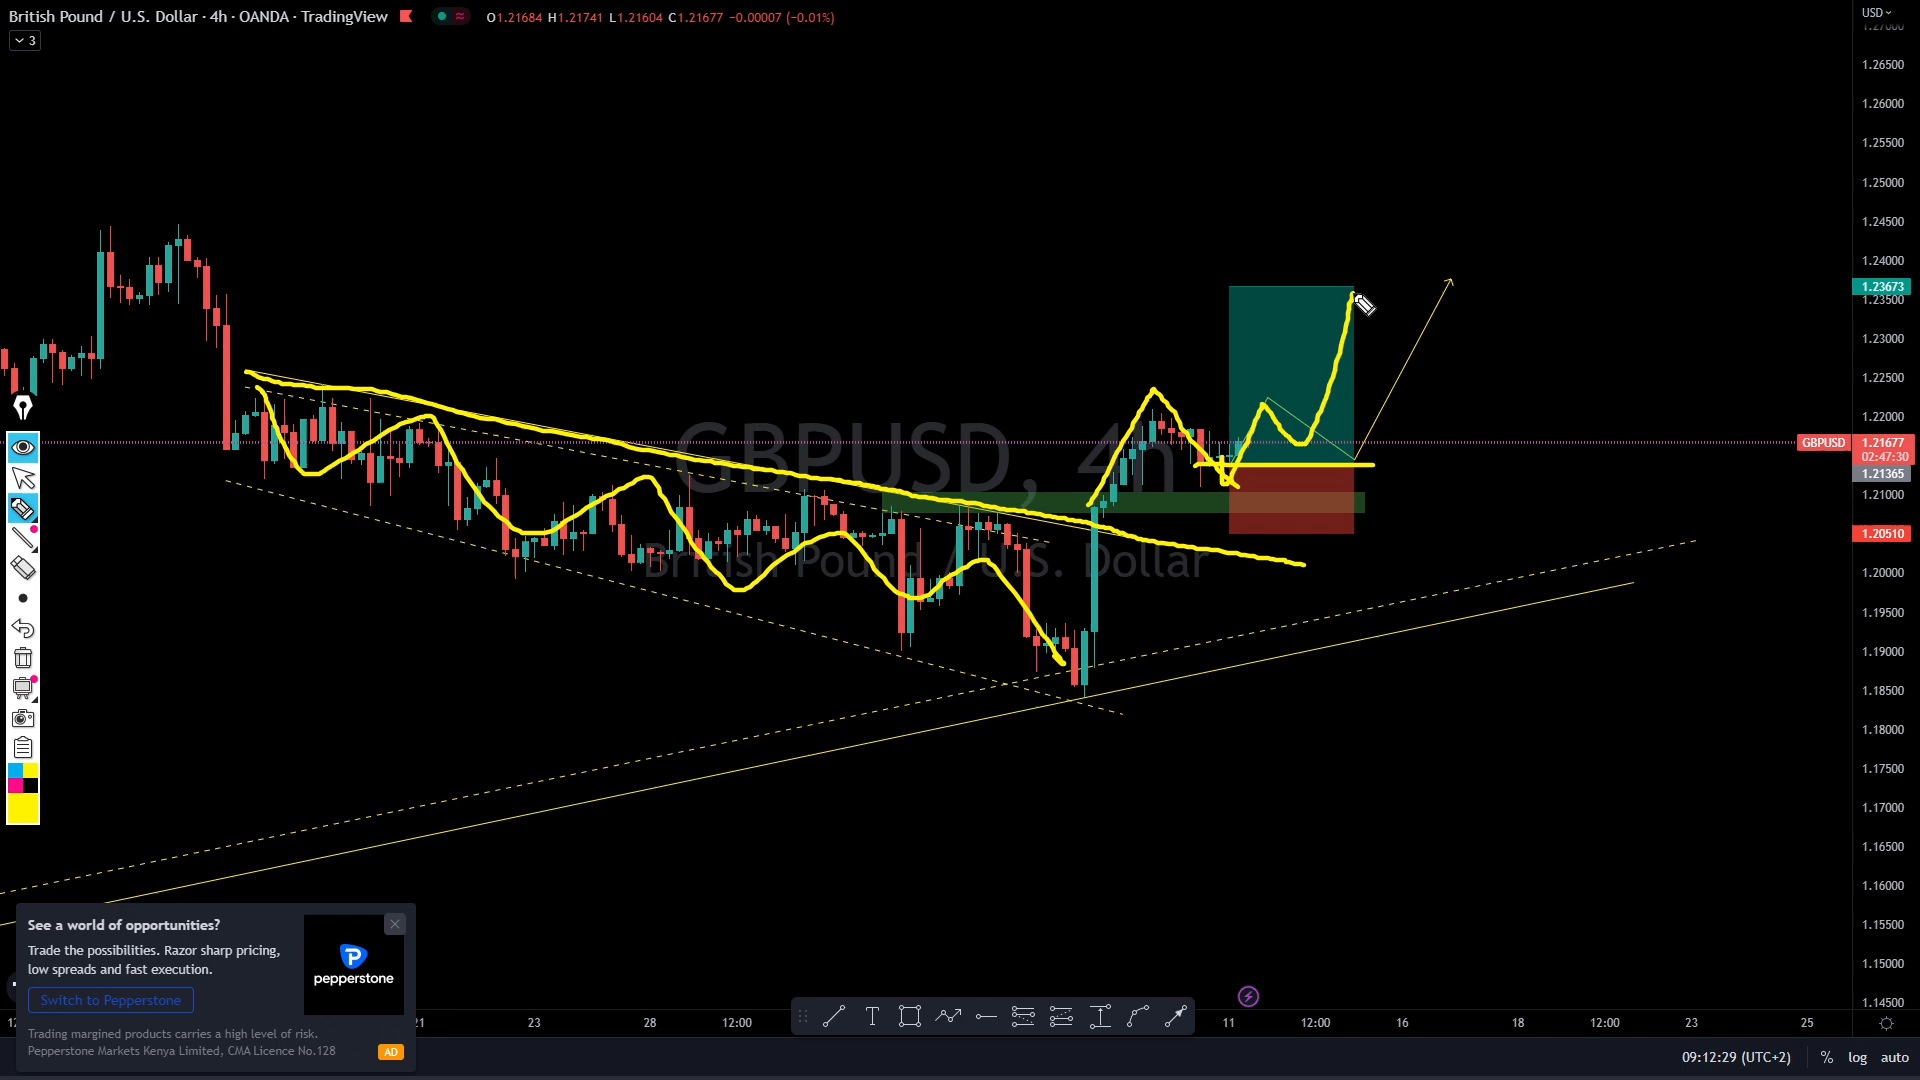 British Pound / U.S. Dollar · 4h · OANDA · TradingView
O1.21684 H1.21741 L1.21604 C1.21677 −0.00007 (−0.01%)
3
USD
1.27000
1.26500
1.26000
1.25500
1.25000
1.24500
1.24000
1.23673
1.23500
1.23000
1.22500
1.22000
GBPUSD 1.21677
02:47:30
1.21365
1.21000
1.20510
1.20000
1.19500
1.19000
1.18500
1.18000
1.17500
1.17000
1.16500
1.16000
1.15500
1.15000
1.14500
GBPUSD, 4h
British Pound / U.S. Dollar
See a world of opportunities?
Trade the possibilities. Razor sharp pricing,
low spreads and fast execution.
Switch to Pepperstone
pepperstone
Trading margined products carries a high level of risk.
Pepperstone Markets Kenya Limited, CMA Licence No.128
AD
21 23 28 12:00 11 12:00 16 18 12:00 23 25
09:12:29 (UTC+2) % log auto